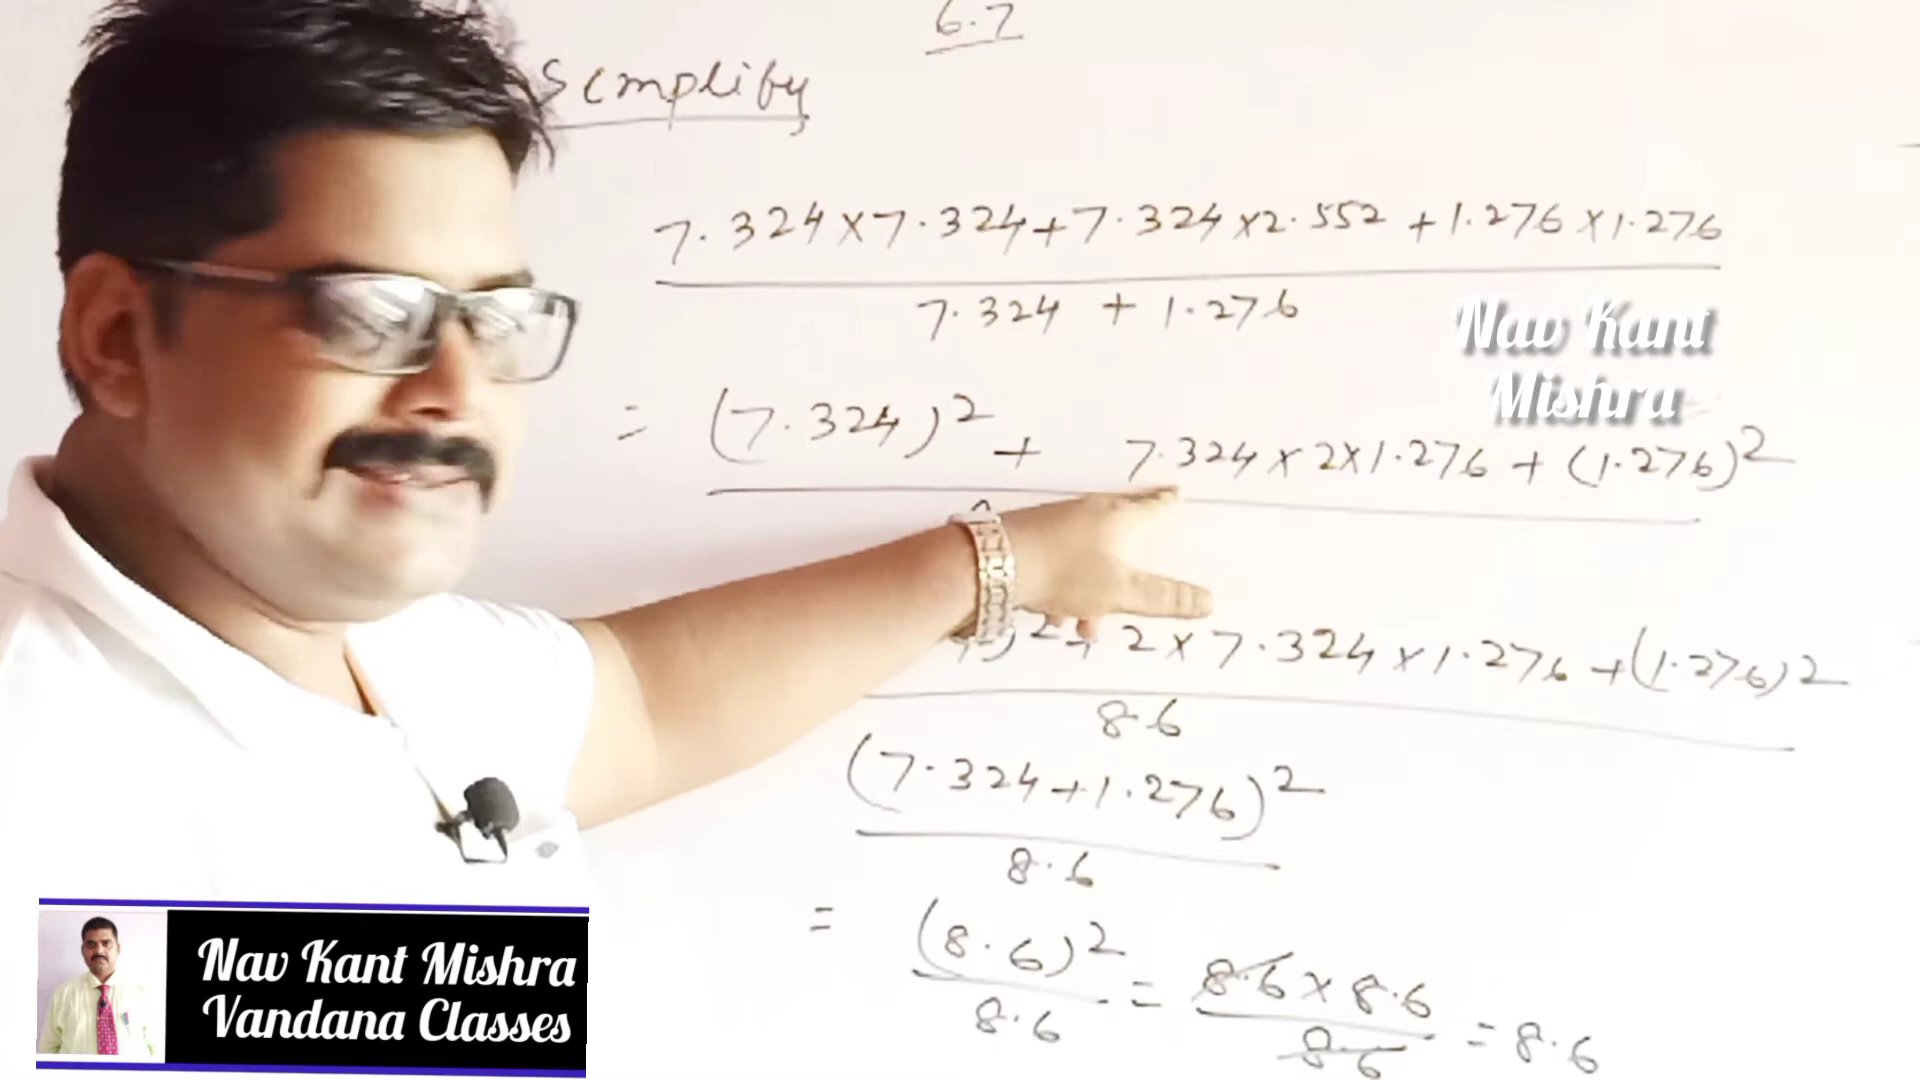 6.7
Simplify
7.324×7.324+7.324×2.552+1.276×1.276
7.324 + 1.276
Nav Kant
Mishra
= (7.324)² + 7.324×2×1.276+(1.276)²
)²+ 2×7.324×1.276+(1.276)²
8.6
(7.324+1.276)²
8.6
= (8.6)² = 8.6×8.6 = 8.6
8.6 8.6
Nav Kant Mishra
Vandana Classes